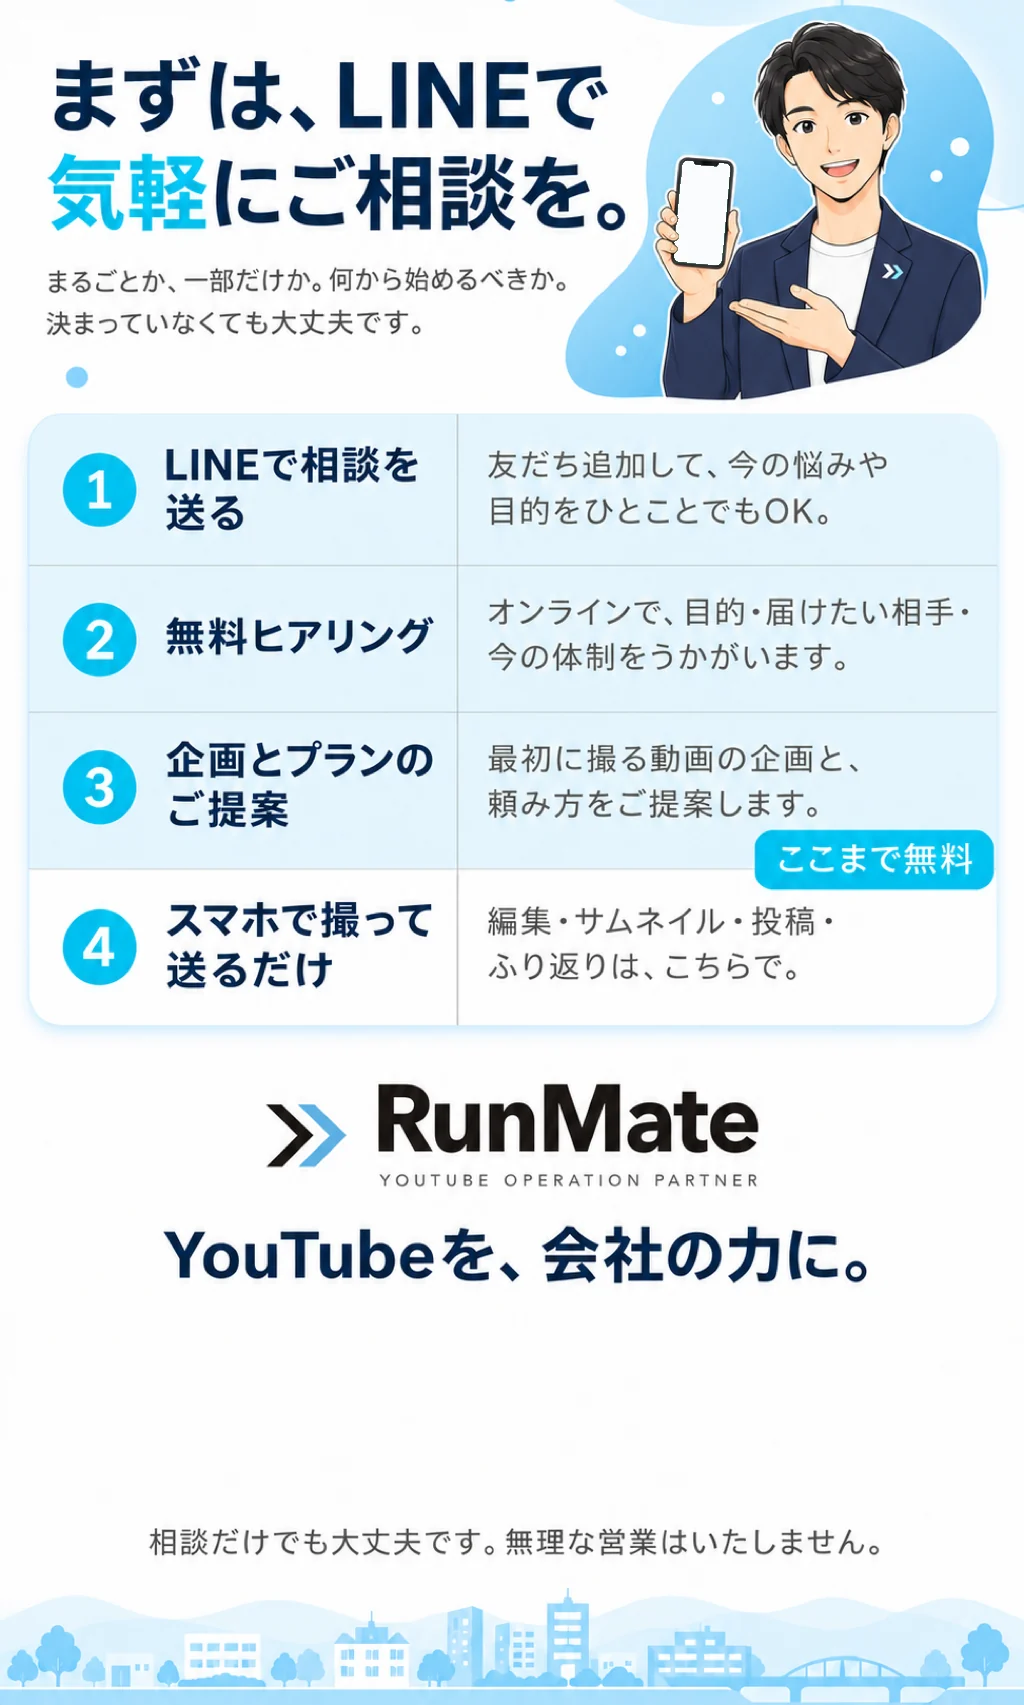 まずは、LINEで
気軽にご相談を。
まるごとか、一部だけか。何から始めるべきか。
決まっていなくても大丈夫です。
1
LINEで相談を
送る
友だち追加して、今の悩みや
目的をひとことでもOK。
2
無料ヒアリング
オンラインで、目的・届けたい相手・
今の体制をうかがいます。
3
企画とプランの
ご提案
最初に撮る動画の企画と、
頼み方をご提案します。
ここまで無料
4
スマホで撮って
送るだけ
編集・サムネイル・投稿・
ふり返りは、こちらで。
RunMate
YOUTUBE OPERATION PARTNER
YouTubeを、会社の力に。
相談だけでも大丈夫です。無理な営業はいたしません。